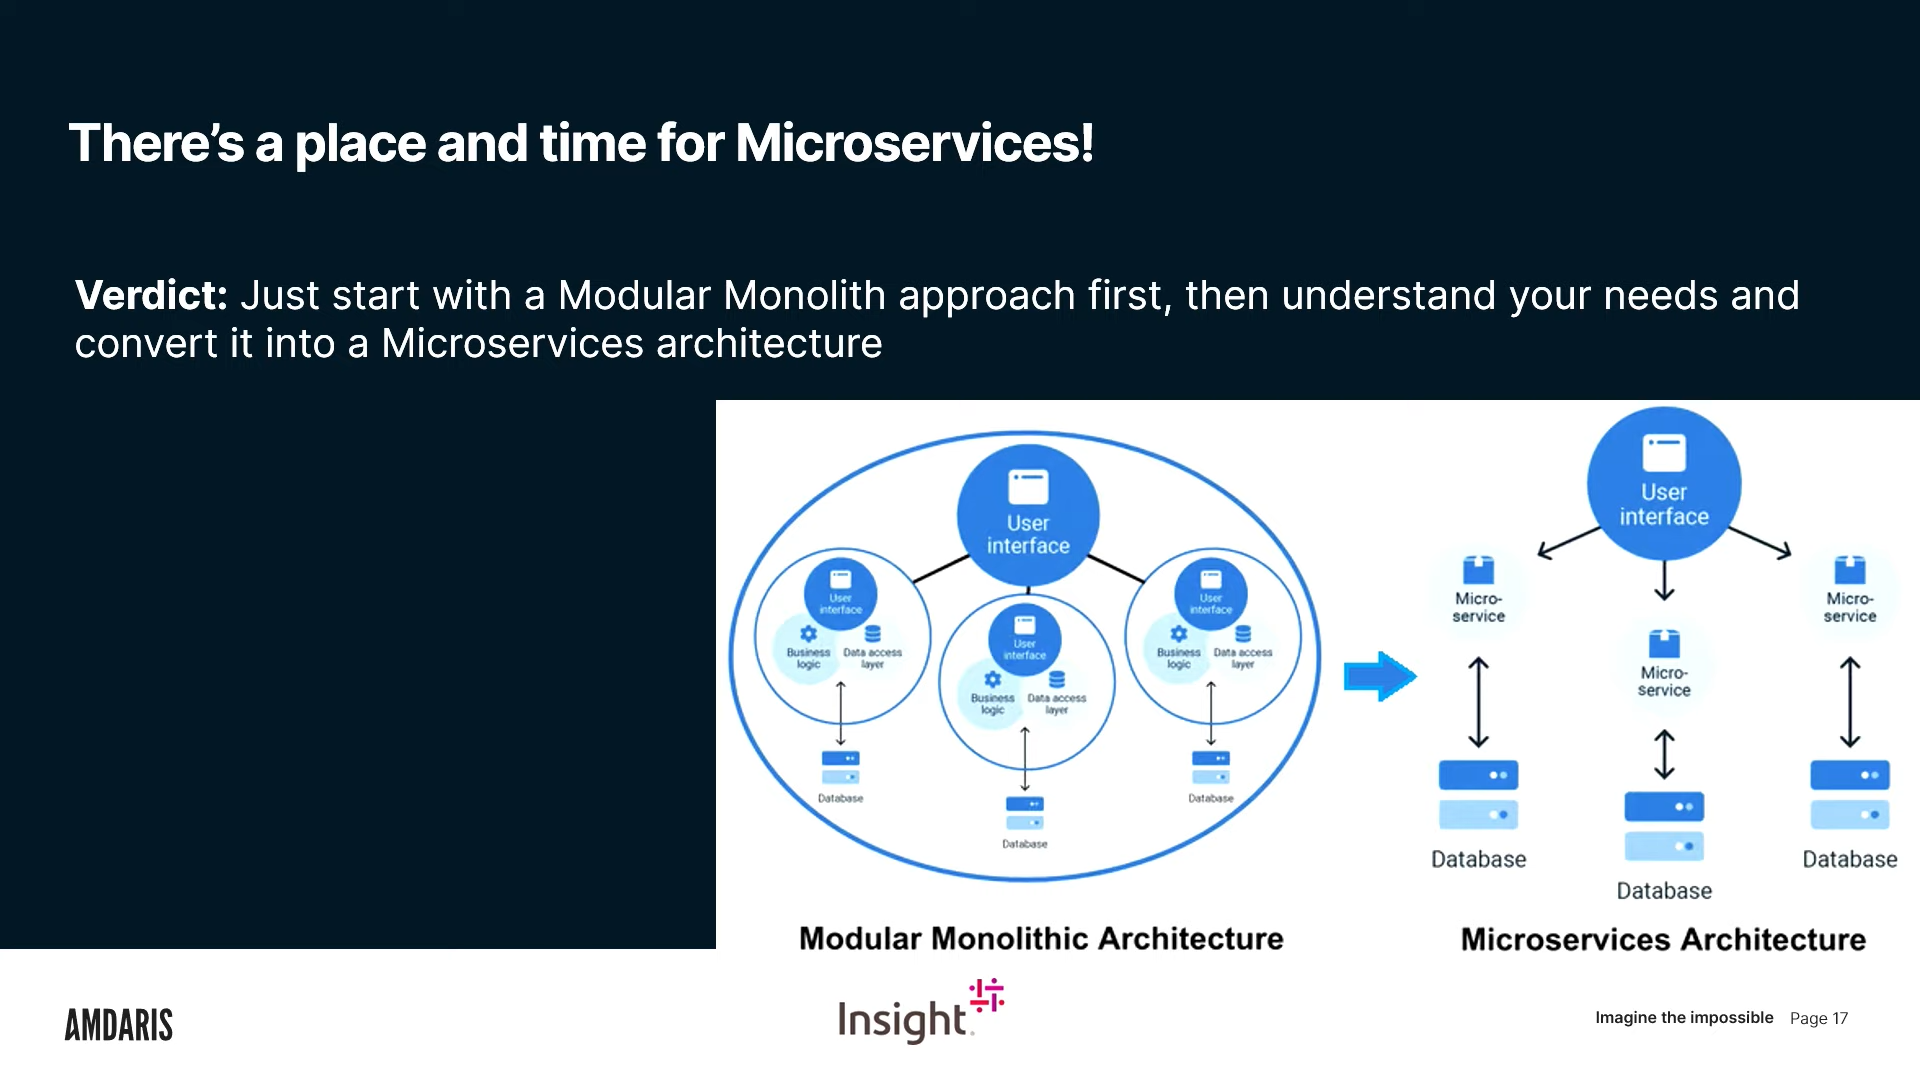 There’s a place and time for Microservices!
Verdict: Just start with a Modular Monolith approach first, then understand your needs and
convert it into a Microservices architecture
User
interface
User
interface
Business
logic
Data access
layer
Database
User
interface
Business
logic
Data access
layer
Database
User
interface
Business
logic
Data access
layer
Database
Modular Monolithic Architecture
User
interface
Micro-
service
Database
Micro-
service
Database
Micro-
service
Database
Microservices Architecture
AMDARIS
Insight.
Imagine the impossible Page 17